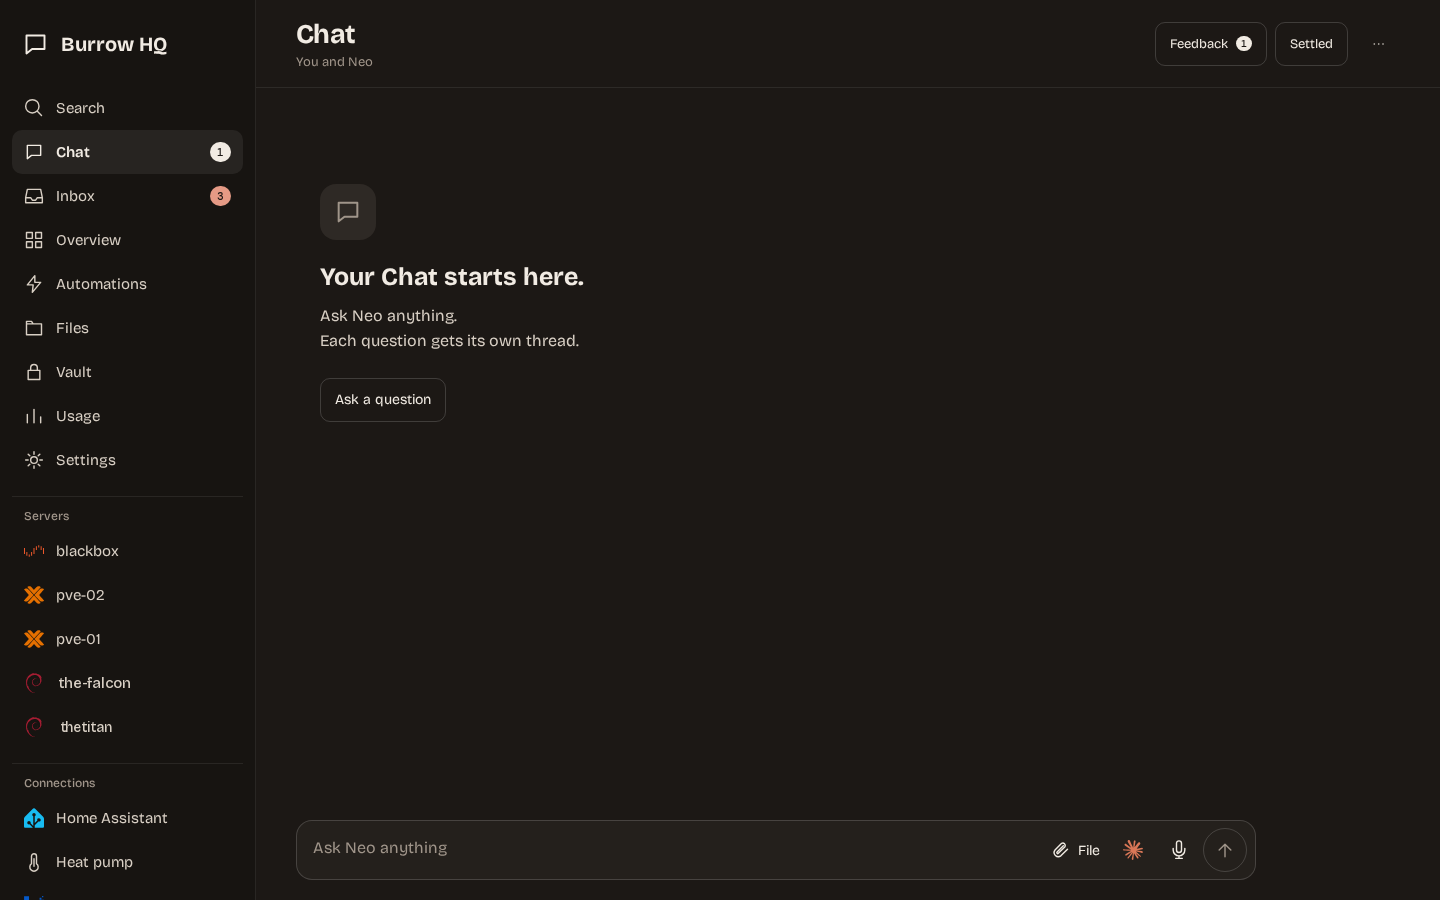 Burrow HQ
Search
Chat
1
Inbox
3
Overview
Automations
Files
Vault
Usage
Settings
Servers
blackbox
pve-02
pve-01
the-falcon
thetitan
Connections
Home Assistant
Heat pump
Chat
You and Neo
Feedback 1
Settled
Your Chat starts here.
Ask Neo anything.
Each question gets its own thread.
Ask a question
Ask Neo anything
File